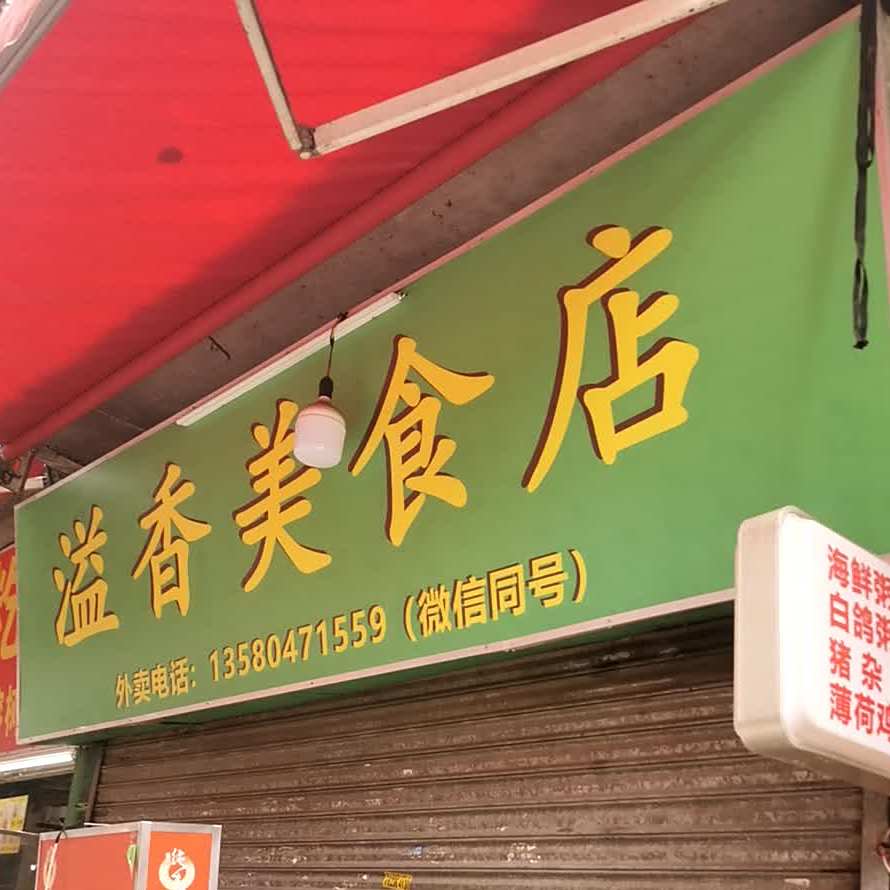 溢香美食店
外卖电话：13580471559（微信同号）
海鲜粥
白鸽粥
猪 杂
薄荷鸡